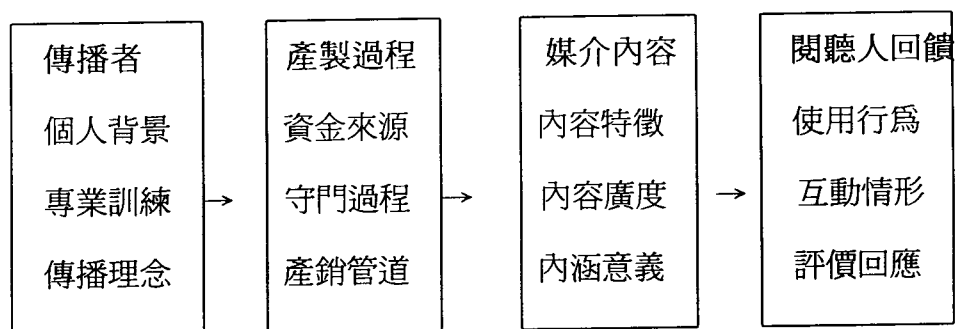 傳播者
個人背景
專業訓練
傳播理念
產製過程
資金來源
守門過程
產銷管道
媒介內容
內容特徵
內容廣度
內涵意義
閱聽人回饋
使用行爲
互動情形
評價回應